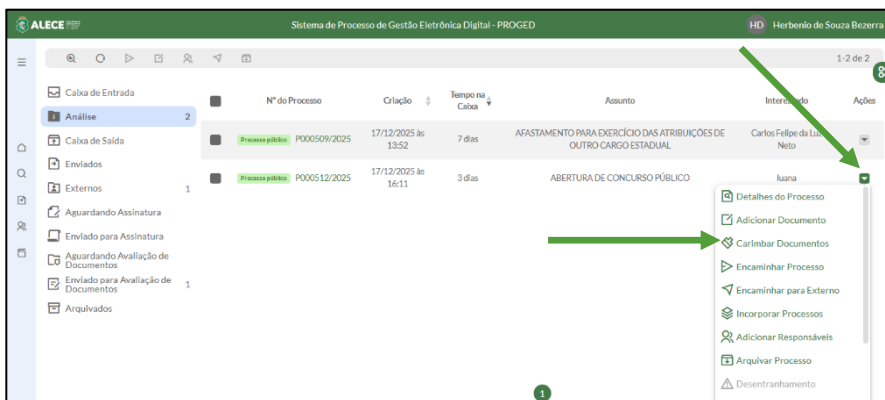 ALECE
Sistema de Processo de Gestão Eletrônica Digital - PROGED
HD Herbenio de Souza Bezerra
1-2 de 2
Caixa de Entrada
Análise 2
Caixa de Saída
Enviados
Externos 1
Aguardando Assinatura
Enviado para Assinatura
Aguardando Avaliação de
Documentos
Enviado para Avaliação de
Documentos 1
Arquivados
Nº do Processo
Criação
Tempo na
Caixa
Assunto
Ações
Processo público P000509/2025
17/12/2025 às
13:52
7 dias
AFASTAMENTO PARA EXERCÍCIO DAS ATRIBUIÇÕES DE
OUTRO CARGO ESTADUAL
Carlos Felipe da
Neto
Processo público P000512/2025
17/12/2025 às
16:11
3 dias
ABERTURA DE CONCURSO PÚBLICO
luana
Detalhes do Processo
Adicionar Documento
Carimbar Documentos
Encaminhar Processo
Encaminhar para Externo
Incorporar Processos
Adicionar Responsáveis
Arquivar Processo
Desentranhamento
1